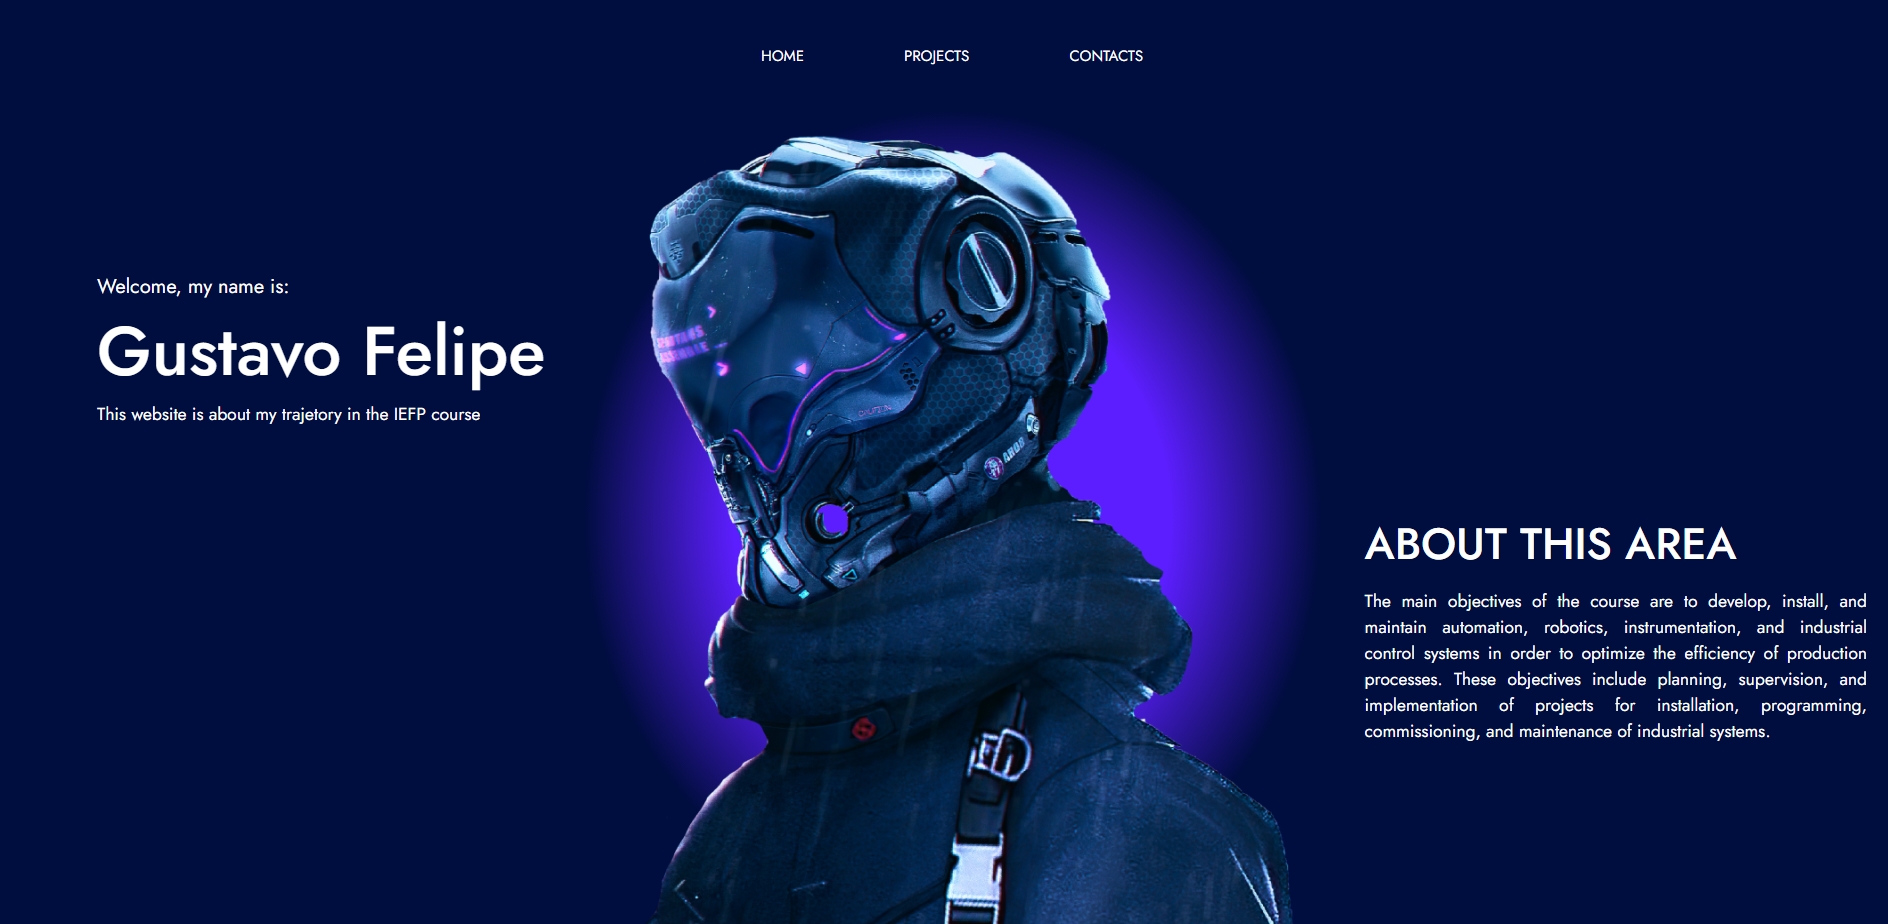 HOME
PROJECTS
CONTACTS
Welcome, my name is:
Gustavo Felipe
This website is about my trajetory in the IEFP course
AROD
ABOUT THIS AREA
The main objectives of the course are to develop, install, and
maintain automation, robotics, instrumentation, and industrial
control systems in order to optimize the efficiency of production
processes. These objectives include planning, supervision, and
implementation of projects for installation, programming,
commissioning, and maintenance of industrial systems.